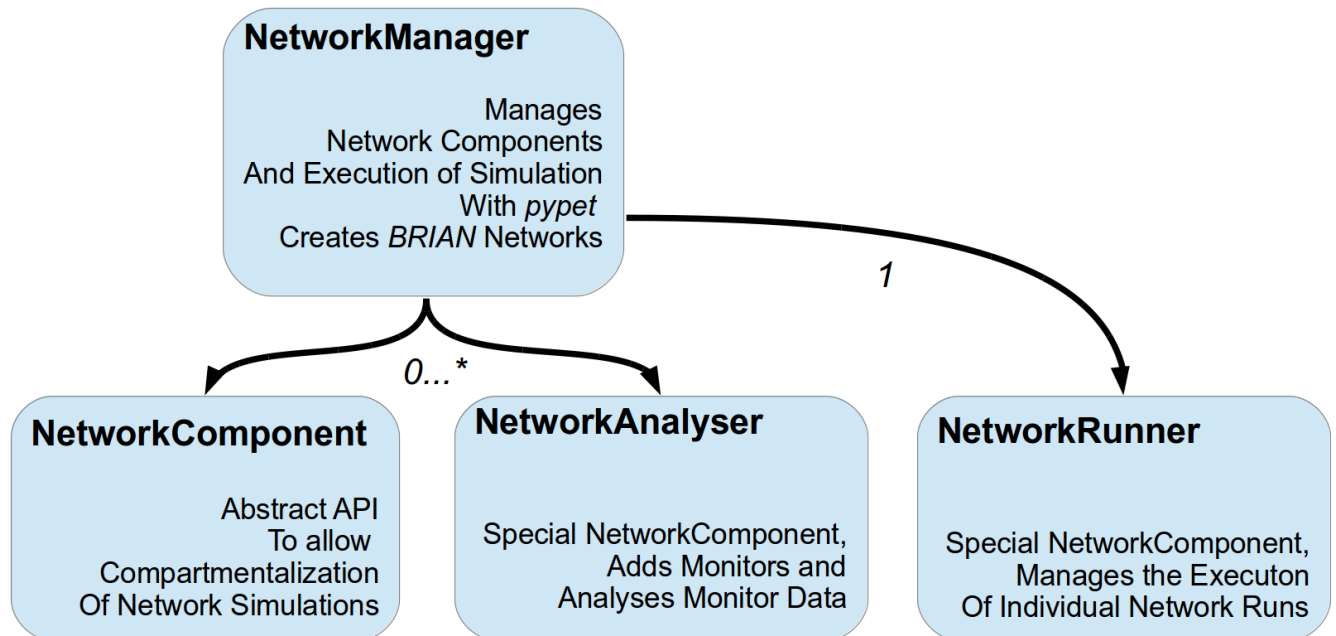 NetworkManager
Manages
Network Components
And Execution of Simulation
With pypet
Creates BRIAN Networks
1
0...*
NetworkComponent
Abstract API
To allow
Compartmentalization
Of Network Simulations
NetworkAnalyser
Special NetworkComponent,
Adds Monitors and
Analyses Monitor Data
NetworkRunner
Special NetworkComponent,
Manages the Executon
Of Individual Network Runs